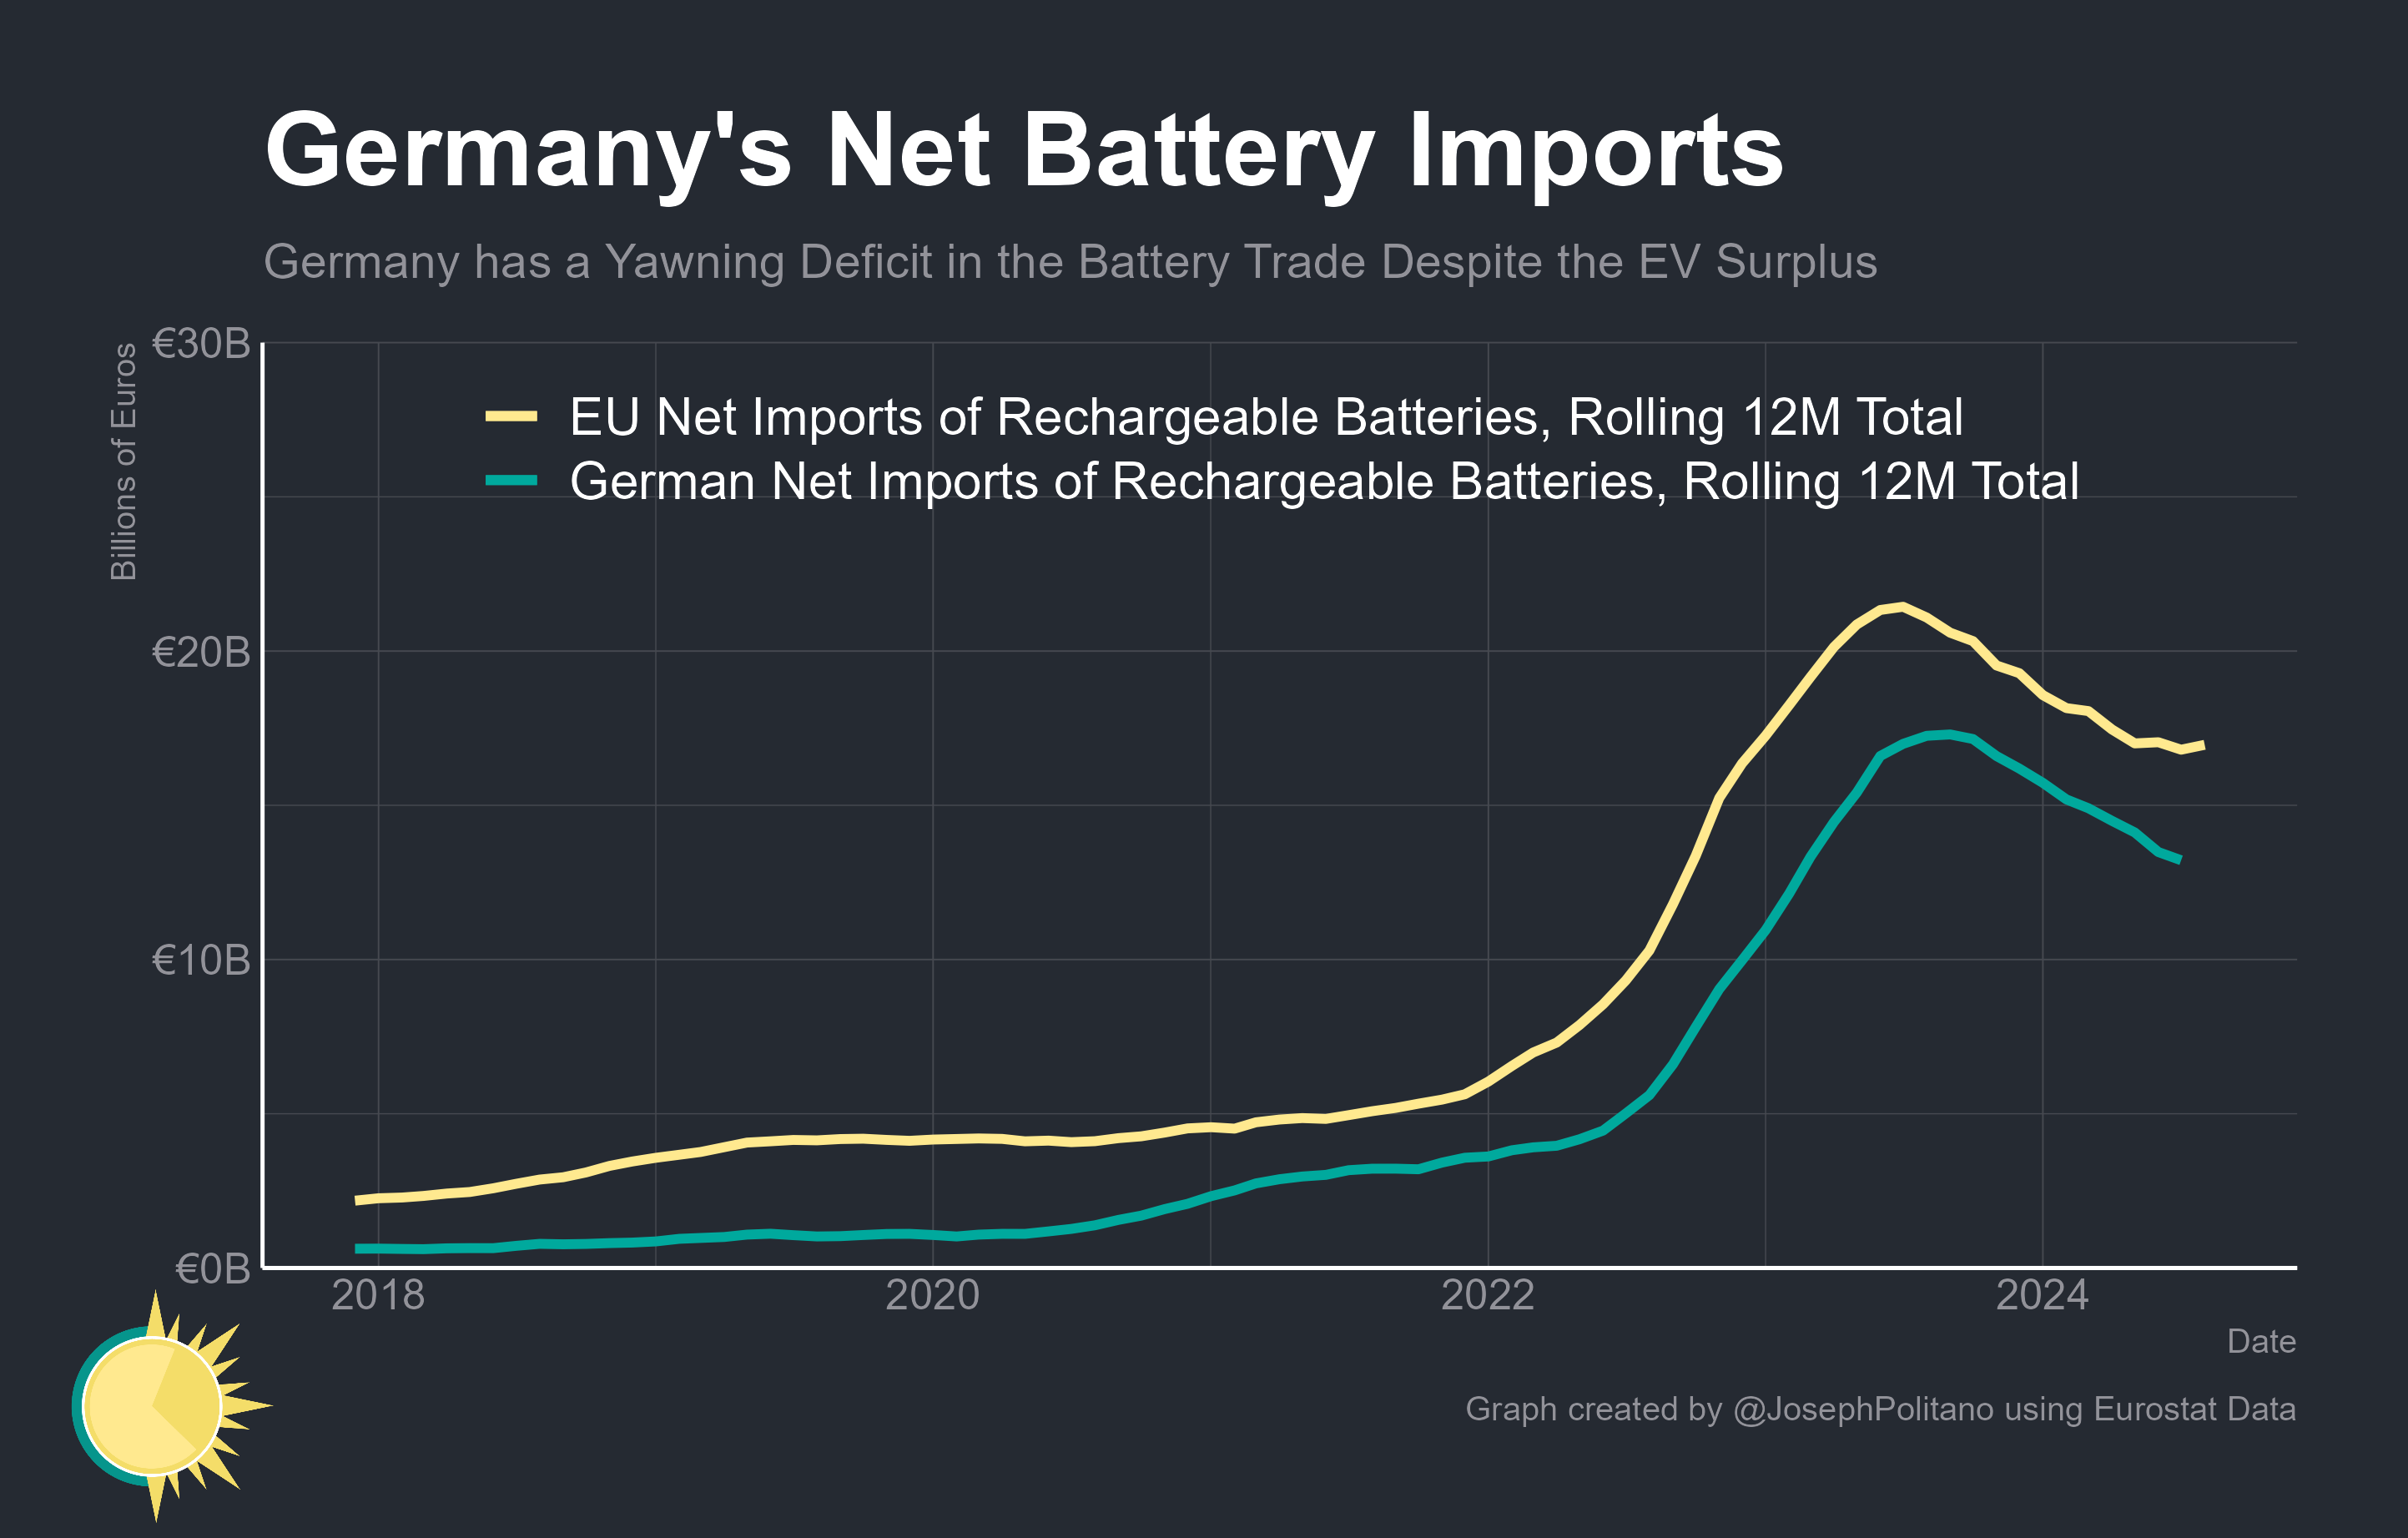 Germany's Net Battery Imports
Germany has a Yawning Deficit in the Battery Trade Despite the EV Surplus
Billions of Euros
€30B
€20B
€10B
€0B
EU Net Imports of Rechargeable Batteries, Rolling 12M Total
German Net Imports of Rechargeable Batteries, Rolling 12M Total
2018
2020
2022
2024
Date
Graph created by @JosephPolitano using Eurostat Data